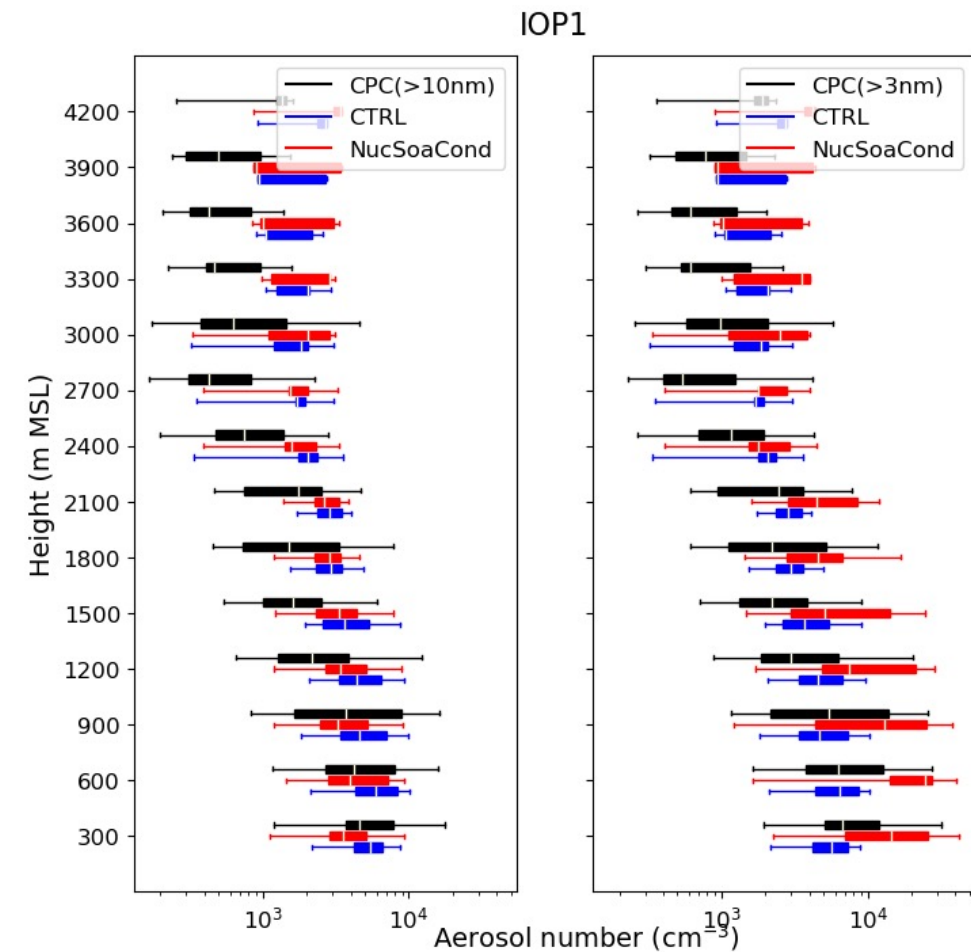 IOP1
Height (m MSL)
4200
3900
3600
3300
3000
2700
2400
2100
1800
1500
1200
900
600
300
CPC(>10nm)
CTRL
NucSoaCond
10³
10⁴
CPC(>3nm)
CTRL
NucSoaCond
10³
10⁴
Aerosol number (cm⁻³)